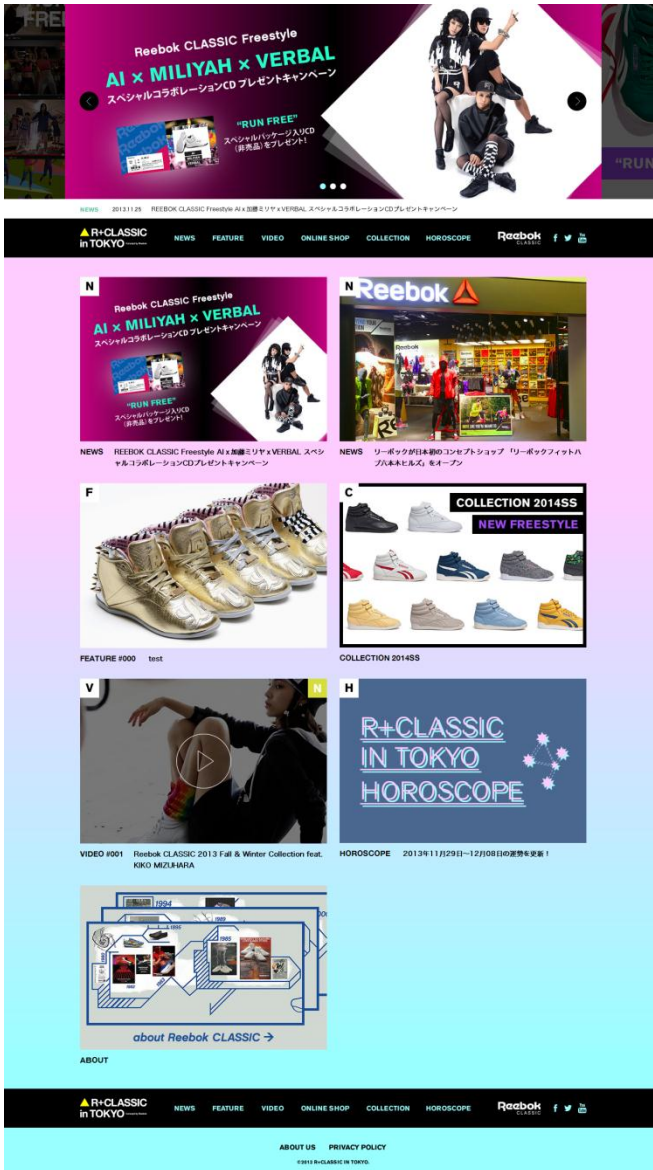 FREE
Reebok CLASSIC Freestyle
AI × MILIYAH × VERBAL
スペシャルコラボレーションCD プレゼントキャンペーン
"RUN FREE"
スペシャルパッケージ入りCD
(非売品)をプレゼント!
"RUN
NEWS 2013.11.25 REEBOK CLASSIC Freestyle AI x 加藤ミリヤ x VERBAL スペシャルコラボレーションCDプレゼントキャンペーン
R+CLASSIC
in TOKYO
NEWS FEATURE VIDEO ONLINE SHOP COLLECTION HOROSCOPE
Reebok
CLASSIC
You
Tube
N
Reebok CLASSIC Freestyle
AI × MILIYAH × VERBAL
スペシャルコラボレーションCD プレゼントキャンペーン
"RUN FREE"
スペシャルパッケージ入りCD
(非売品)をプレゼント!
NEWS REEBOK CLASSIC Freestyle AI x 加藤ミリヤ x VERBAL スペシ
ャルコラボレーションCDプレゼントキャンペーン
N
Reebok
Reebok
NEWS リーボックが日本初のコンセプトショップ 「リーボックフィットハ
ブ六本木ヒルズ」をオープン
F
FEATURE #000 test
C
COLLECTION 2014SS
NEW FREESTYLE
COLLECTION 2014SS
V
N
VIDEO #001 Reebok CLASSIC 2013 Fall & Winter Collection feat.
KIKO MIZUHARA
H
R+CLASSIC
IN TOKYO
HOROSCOPE
HOROSCOPE 2013年11月29日～12月08日の運勢を更新！
1994
1989
1895
1985
about Reebok CLASSIC →
ABOUT
R+CLASSIC
in TOKYO
NEWS FEATURE VIDEO ONLINE SHOP COLLECTION HOROSCOPE
Reebok
CLASSIC
You
Tube
ABOUT US PRIVACY POLICY
©2013 R+CLASSIC IN TOKYO.